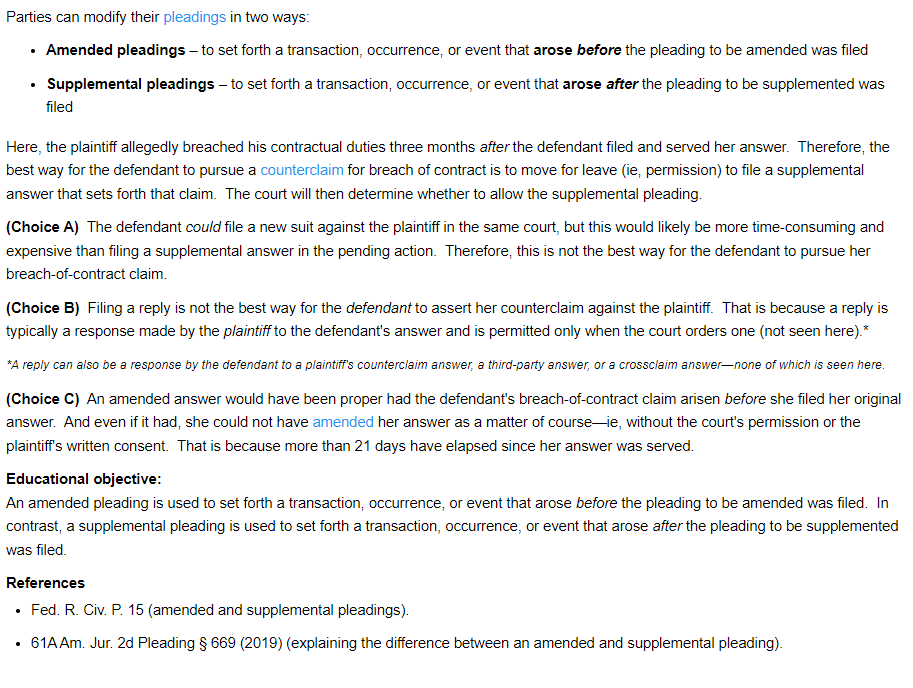 Parties can modify their pleadings in two ways:
• Amended pleadings – to set forth a transaction, occurrence, or event that arose before the pleading to be amended was filed
• Supplemental pleadings – to set forth a transaction, occurrence, or event that arose after the pleading to be supplemented was
filed
Here, the plaintiff allegedly breached his contractual duties three months after the defendant filed and served her answer. Therefore, the
best way for the defendant to pursue a counterclaim for breach of contract is to move for leave (ie, permission) to file a supplemental
answer that sets forth that claim. The court will then determine whether to allow the supplemental pleading.
(Choice A) The defendant could file a new suit against the plaintiff in the same court, but this would likely be more time-consuming and
expensive than filing a supplemental answer in the pending action. Therefore, this is not the best way for the defendant to pursue her
breach-of-contract claim.
(Choice B) Filing a reply is not the best way for the defendant to assert her counterclaim against the plaintiff. That is because a reply is
typically a response made by the plaintiff to the defendant's answer and is permitted only when the court orders one (not seen here).*
*A reply can also be a response by the defendant to a plaintiff's counterclaim answer, a third-party answer, or a crossclaim answer—none of which is seen here.
(Choice C) An amended answer would have been proper had the defendant's breach-of-contract claim arisen before she filed her original
answer. And even if it had, she could not have amended her answer as a matter of course—ie, without the court's permission or the
plaintiff's written consent. That is because more than 21 days have elapsed since her answer was served.
Educational objective:
An amended pleading is used to set forth a transaction, occurrence, or event that arose before the pleading to be amended was filed. In
contrast, a supplemental pleading is used to set forth a transaction, occurrence, or event that arose after the pleading to be supplemented
was filed.
References
• Fed. R. Civ. P. 15 (amended and supplemental pleadings).
• 61A Am. Jur. 2d Pleading § 669 (2019) (explaining the difference between an amended and supplemental pleading).